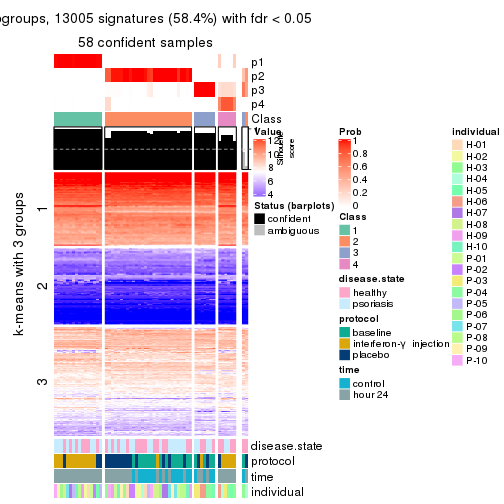 groups, 13005 signatures (58.4%) with fdr < 0.05
58 confident samples
p1
p2
p3
p4
Class
Silhouette
score
k-means with 3 groups
1
2
3
disease.state
protocol
time
individual
Value
12
8
6
4
Status (barplots)
confident
ambiguous
Prob
1
0.8
0.6
0.4
0.2
0
Class
1
2
3
4
disease.state
healthy
psoriasis
protocol
baseline
interferon-γ injection
placebo
time
control
hour 24
individual
H-01
H-02
H-03
H-04
H-05
H-06
H-07
H-08
H-09
H-10
P-01
P-02
P-03
P-04
P-05
P-06
P-07
P-08
P-09
P-10